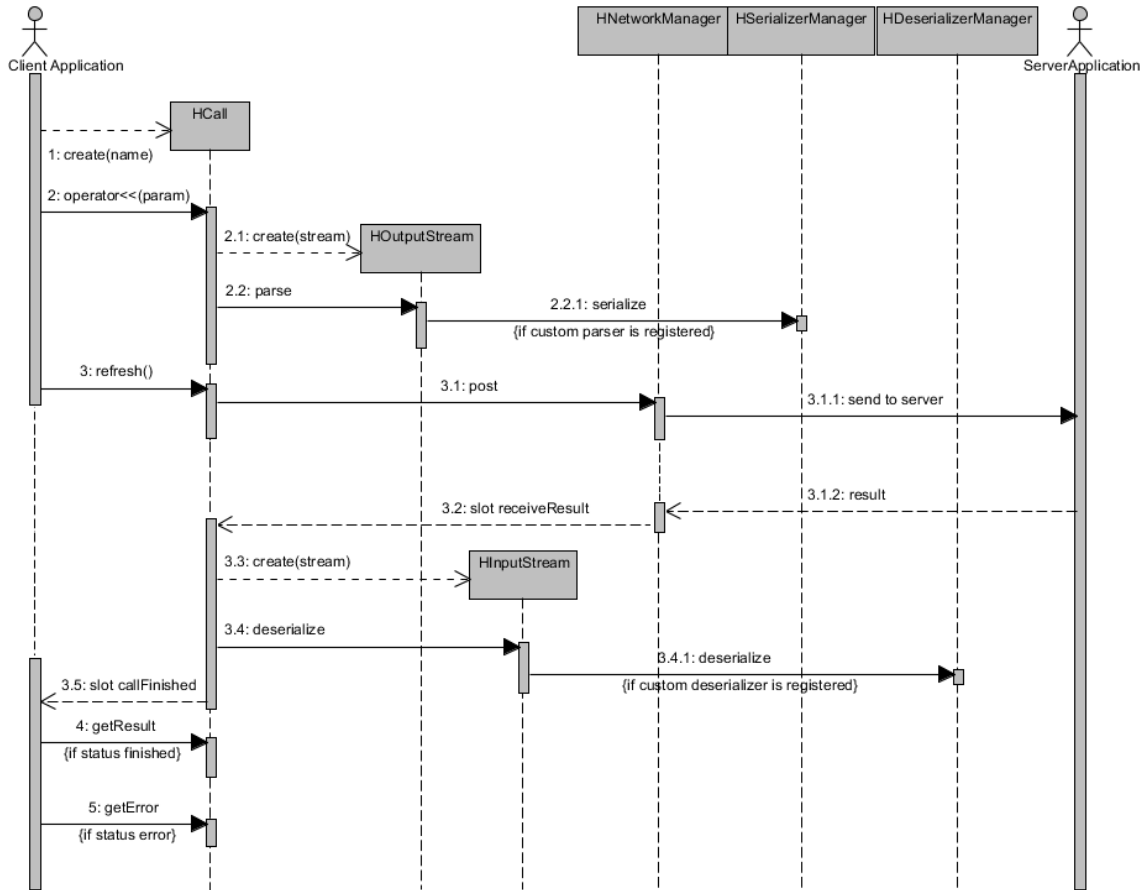 HNetworkManager
HSerializerManager
HDeserializerManager
Client Application
ServerApplication
HCall
1: create(name)
2: operator<<(param)
2.1: create(stream)
HOutputStream
2.2: parse
2.2.1: serialize
{if custom parser is registered}
3: refresh()
3.1: post
3.1.1: send to server
3.1.2: result
3.2: slot receiveResult
3.3: create(stream)
HInputStream
3.4: deserialize
3.4.1: deserialize
{if custom deserializer is registered}
3.5: slot callFinished
4: getResult
{if status finished}
5: getError
{if status error}